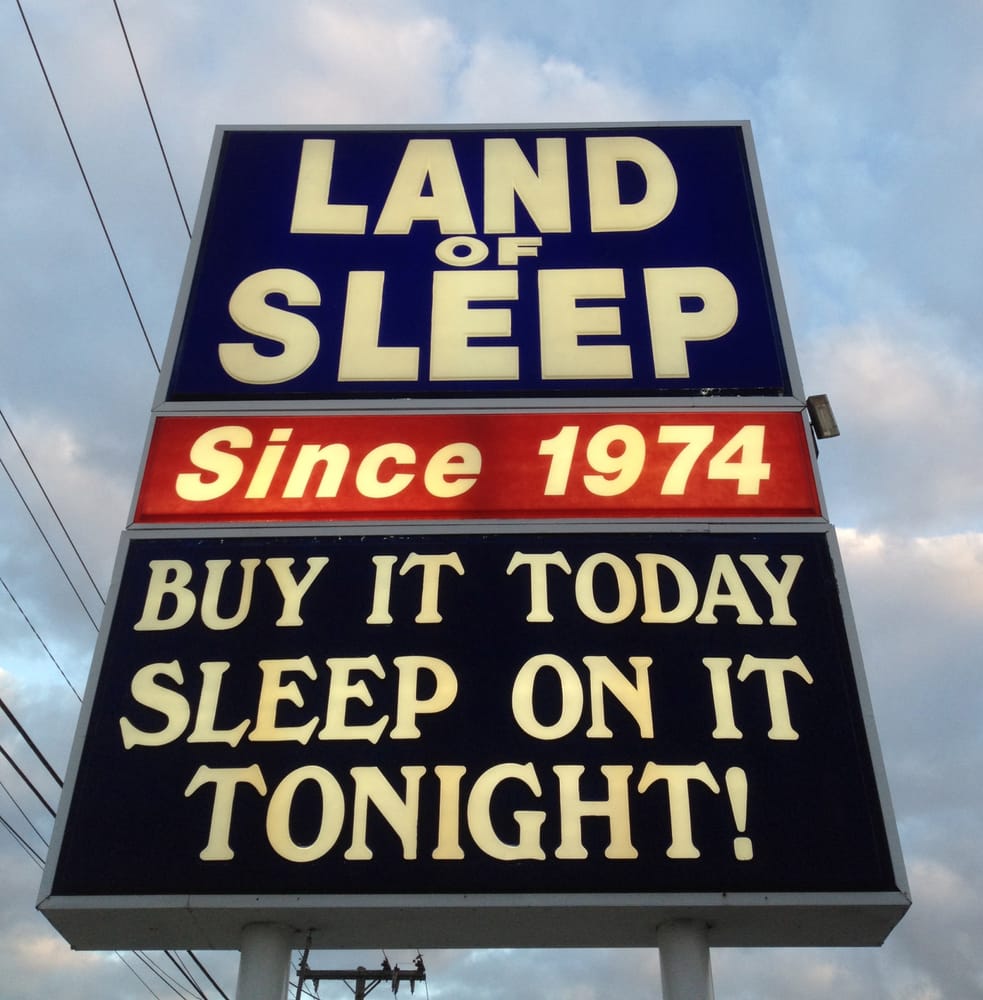 LAND
OF
SLEEP
Since 1974
BUY IT TODAY
SLEEP ON IT
TONIGHT!